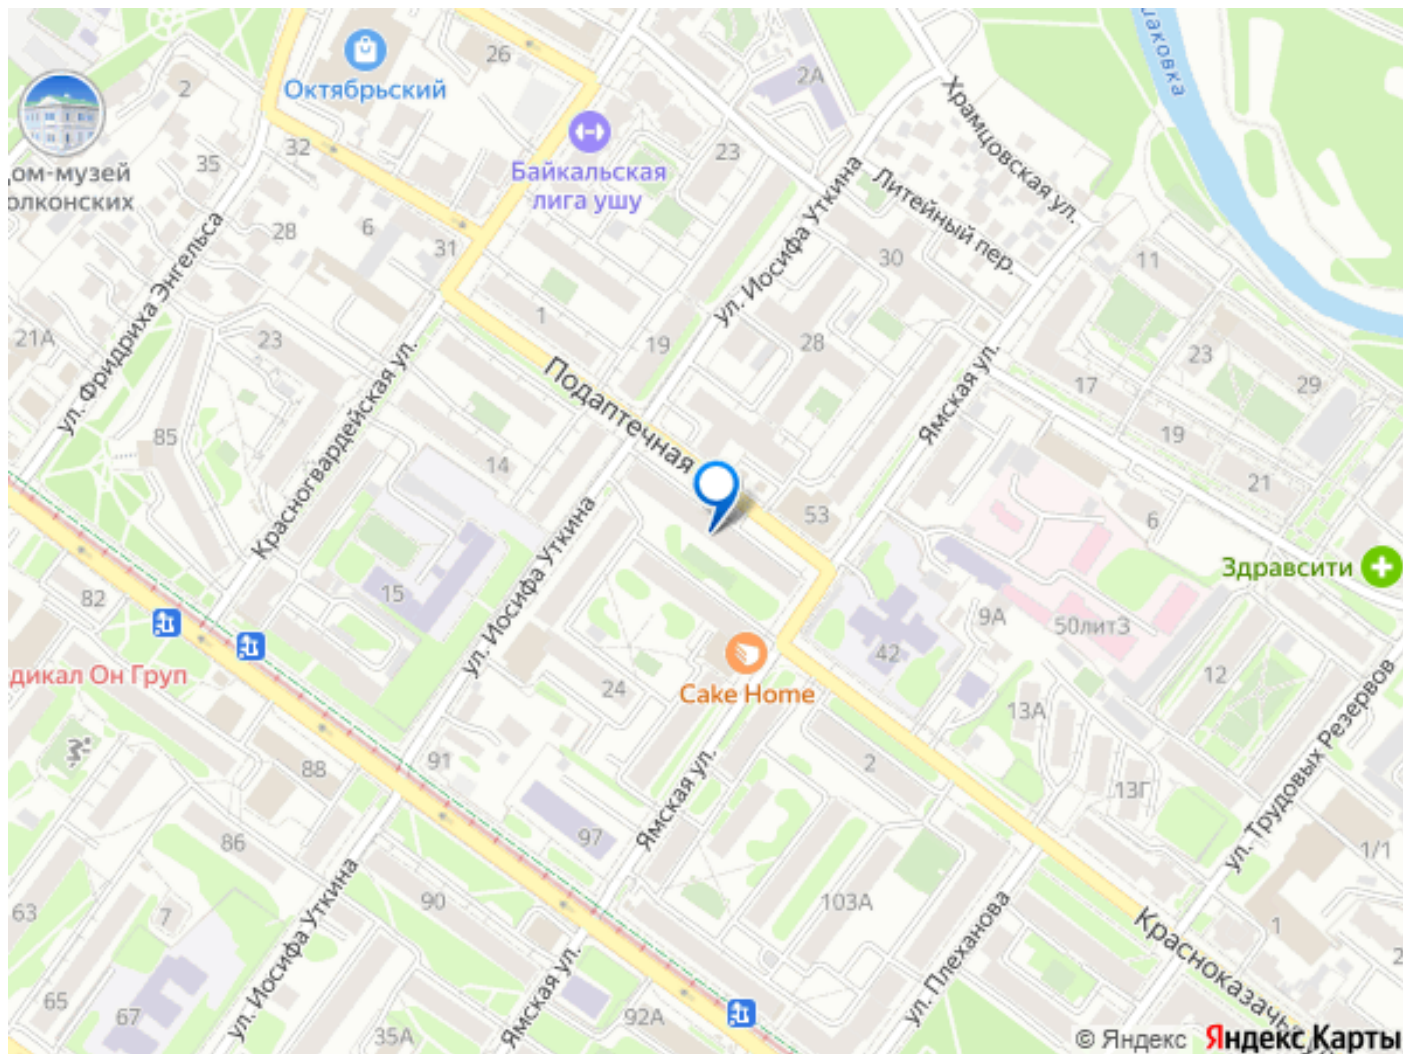 шаковка
26
Октябрьский
2
2А
Храмцовская ул.
32
35
ом-музей
олконских
Байкальская
лига ушу
23
ул. Иосифа Уткина
Литейный пер.
28
6
31
30
11
ул. Фридриха Энгельса
21А
23
1
19
28
23
17
29
Красногвардейская ул.
Подаптечная
Ямская ул.
85
14
19
21
53
6
Здравсити
ул. Иосифа Уткина
82
15
9А
50лит3
42
12
дикал Он Груп
24
Cake Home
13А
ул. Трудовых Резервов
88
91
2
13Г
Ямская ул.
86
97
1/1
63
7
90
103А
1
Красноказачь
ул. Иосифа Уткина
ул. Плеханова
2
65
67
35А
Ямская ул.
92А
© Яндекс Яндекс Карты